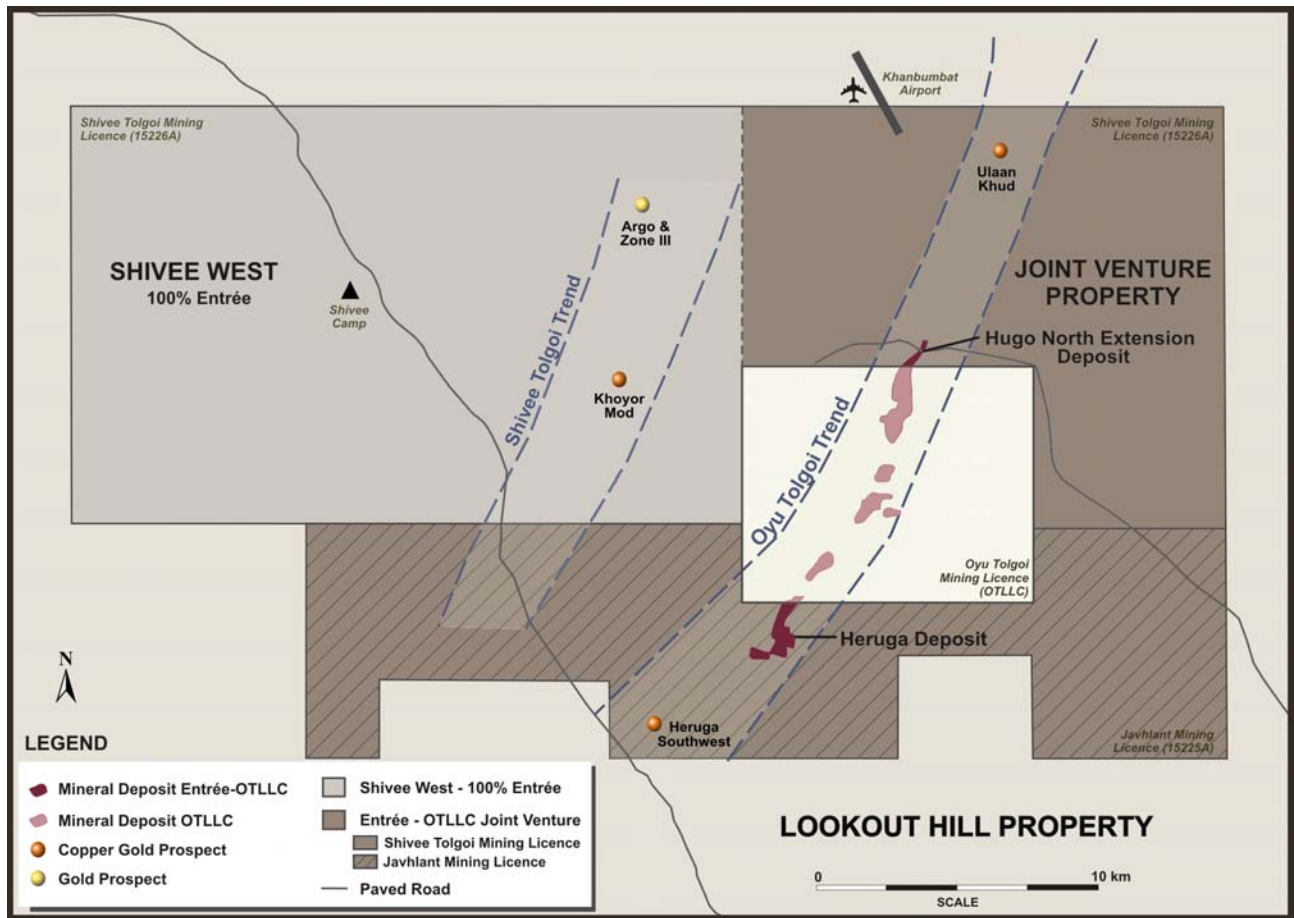 Khanbumbat
Airport
Shivee Tolgoi Mining
Licence (15226A)
Shivee Tolgoi Mining
Licence (15226A)
Ulaan
Khud
Argo &
Zone III
SHIVEE WEST
100% Entrée
JOINT VENTURE
PROPERTY
Shivee
Camp
Shivee Tolgoi Trend
Hugo North Extension
Deposit
Khoyor
Mod
Oyu Tolgoi Trend
Oyu Tolgoi
Mining Licence
(OTLLC)
Heruga Deposit
N
Heruga
Southwest
Javhlant Mining
Licence (15225A)
LEGEND
Mineral Deposit Entrée-OTLLC
Mineral Deposit OTLLC
Copper Gold Prospect
Gold Prospect
Shivee West - 100% Entrée
Entrée - OTLLC Joint Venture
Shivee Tolgoi Mining Licence
Javhlant Mining Licence
Paved Road
LOOKOUT HILL PROPERTY
0 10 km
SCALE